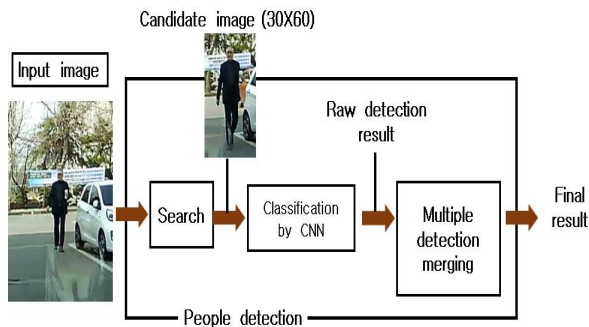 Candidate image (30X60)
Input image
Raw detection
result
Search
Classification
by CNN
Multiple
detection
merging
Final
result
People detection